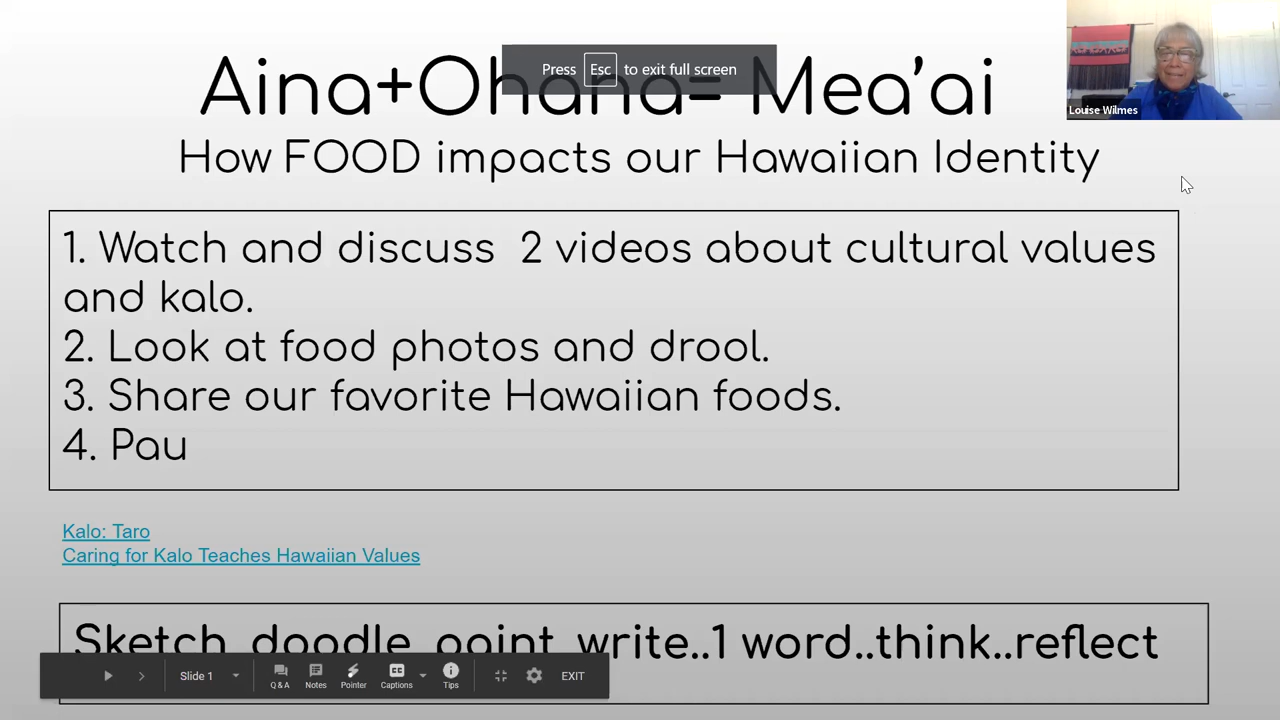 Aina+Ohana= Mea'ai
Press Esc to exit full screen
Louise Wilmes
How FOOD impacts our Hawaiian Identity
1. Watch and discuss 2 videos about cultural values
and kalo.
2. Look at food photos and drool.
3. Share our favorite Hawaiian foods.
4. Pau
Kalo: Taro
Caring for Kalo Teaches Hawaiian Values
Sketch doodle paint write..1 word..think..reflect
Slide 1 Q & A Notes Pointer CC Captions Tips EXIT